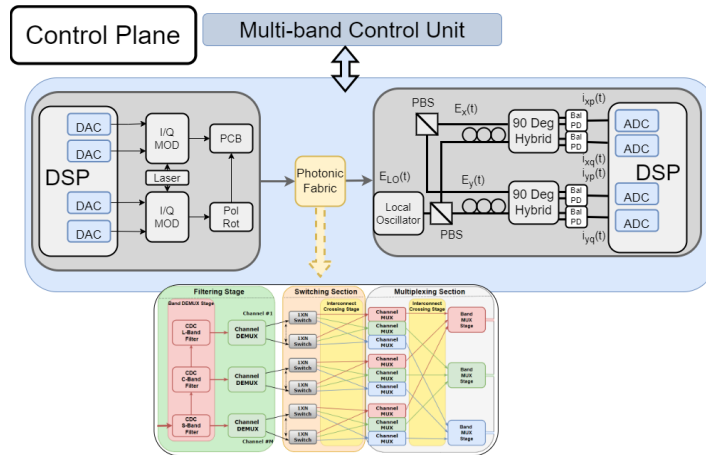 Control Plane
Multi-band Control Unit
DSP
DAC
DAC
DAC
DAC
I/Q
MOD
Laser
I/Q
MOD
PCB
Pol
Rot
Photonic
Fabric
PBS
E_x(t)
90 Deg
Hybrid
Bal
PD
Bal
PD
i_xp(t)
i_xq(t)
i_yp(t)
i_yq(t)
E_LO(t)
Local
Oscillator
PBS
E_y(t)
90 Deg
Hybrid
Bal
PD
Bal
PD
ADC
ADC
DSP
ADC
ADC
Filtering Stage
Band DEMUX Stage
CDC
L-Band
Filter
CDC
C-Band
Filter
CDC
S-Band
Filter
Channel
DEMUX
Channel
DEMUX
Channel
DEMUX
Channel #1
Channel #M
Switching Section
Interconnect
Crossing Stage
1XN
Switch
1XN
Switch
1XN
Switch
1XN
Switch
1XN
Switch
1XN
Switch
Multiplexing Section
Interconnect
Crossing Stage
Channel
MUX
Channel
MUX
Channel
MUX
Channel
MUX
Channel
MUX
Channel
MUX
Channel
MUX
Channel
MUX
Channel
MUX
Band
MUX
Stage
Band
MUX
Stage
Band
MUX
Stage